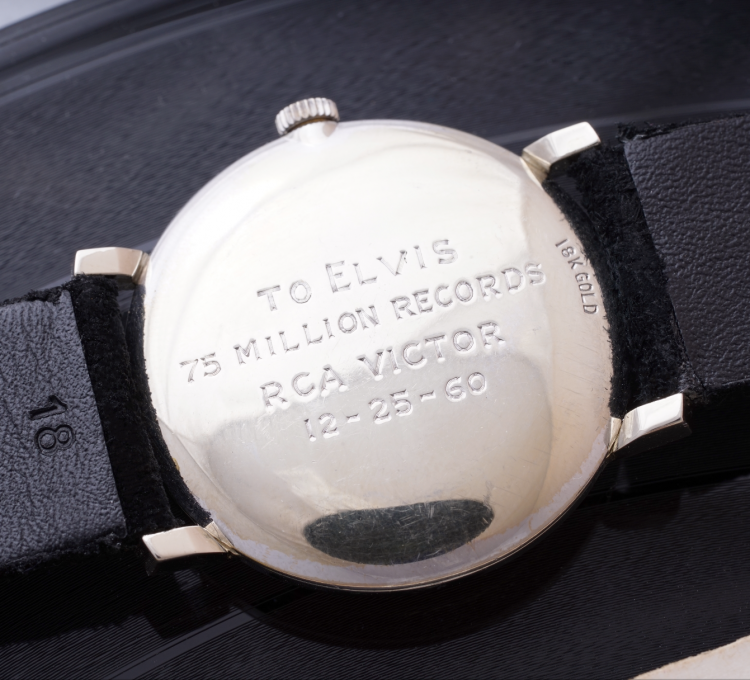 TO ELVIS
75 MILLION RECORDS
RCA VICTOR
12-25-60
18K GOLD
18